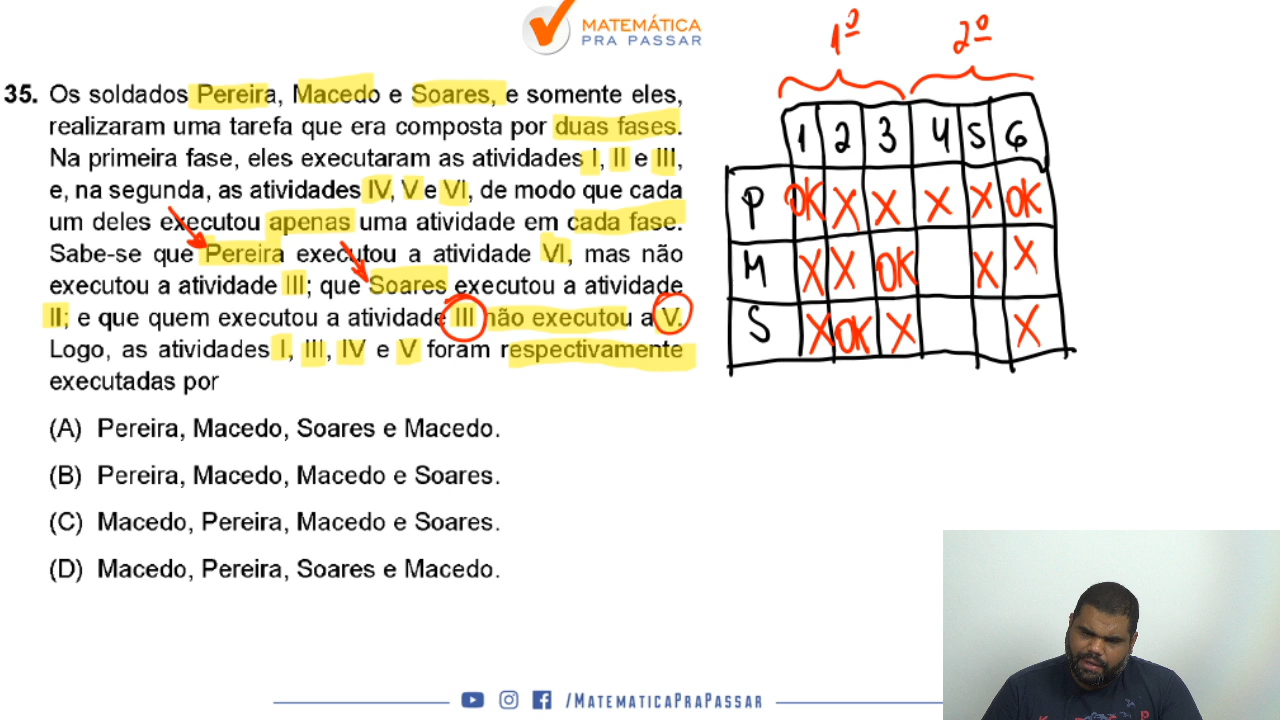 MATEMÁTICA
PRA PASSAR
35. Os soldados Pereira, Macedo e Soares, e somente eles,
realizaram uma tarefa que era composta por duas fases.
Na primeira fase, eles executaram as atividades I, II e III,
e, na segunda, as atividades IV, V e VI, de modo que cada
um deles executou apenas uma atividade em cada fase.
Sabe-se que Pereira executou a atividade VI, mas não
executou a atividade III; que Soares executou a atividade
II; e que quem executou a atividade III não executou a V.
Logo, as atividades I, III, IV e V foram respectivamente
executadas por
(A) Pereira, Macedo, Soares e Macedo.
(B) Pereira, Macedo, Macedo e Soares.
(C) Macedo, Pereira, Macedo e Soares.
(D) Macedo, Pereira, Soares e Macedo.
1º 2º
1 2 3 4 5 6
P OK X X X X OK
M X X OK X X
S X OK X X
/MATEMATICAPRAPASSAR